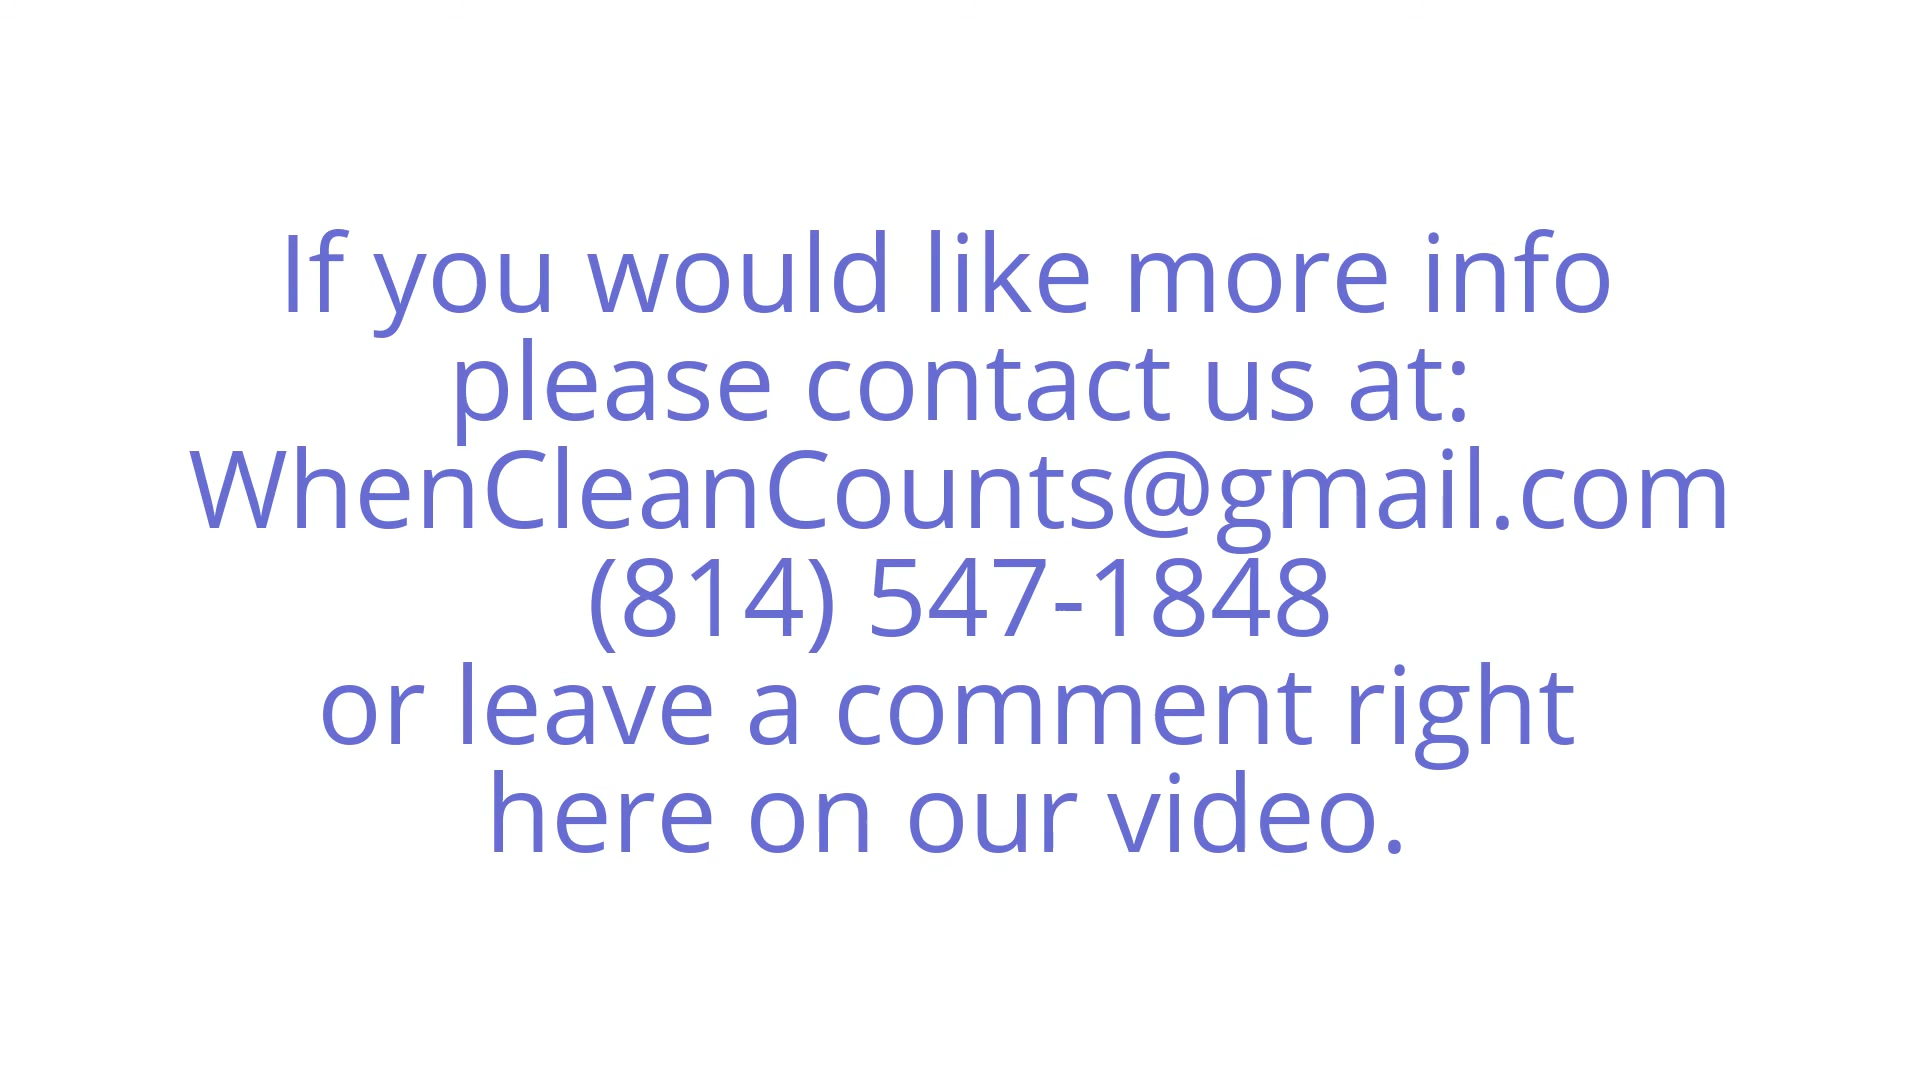 If you would like more info
please contact us at:
WhenCleanCounts@gmail.com
(814) 547-1848
or leave a comment right
here on our video.